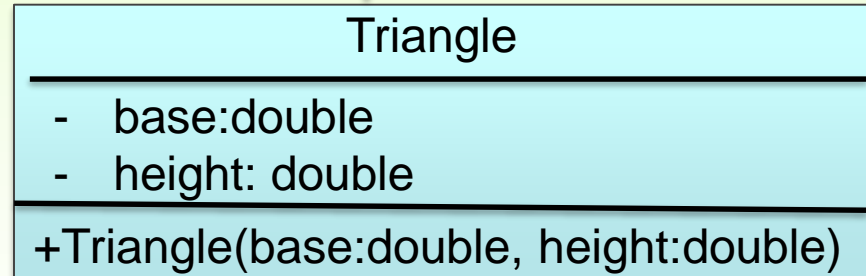 Triangle
- base:double
- height: double
+Triangle(base:double, height:double)